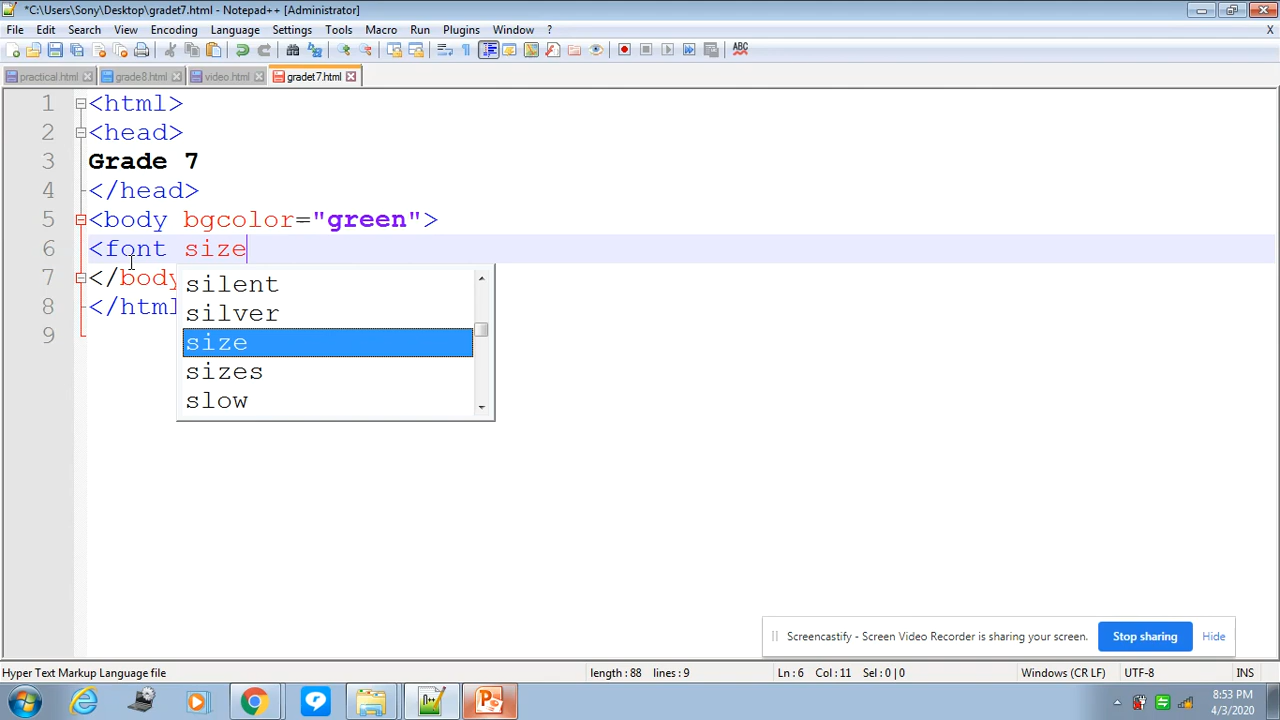 *C:\Users\Sony\Desktop\gradet7.html - Notepad++ [Administrator]
File Edit Search View Encoding Language Settings Tools Macro Run Plugins Window ? X
practical.html grade8.html video.html gradet7.html
1 <html>
2 <head>
3 Grade 7
4 </head>
5 <body bgcolor="green">
6 <font size
7 </body
8 </html
9
silent
silver
size
sizes
slow
Screencastify - Screen Video Recorder is sharing your screen. Stop sharing Hide
Hyper Text Markup Language file length : 88 lines : 9 Ln : 6 Col : 11 Sel : 0 | 0 Windows (CR LF) UTF-8 INS
8:53 PM
4/3/2020